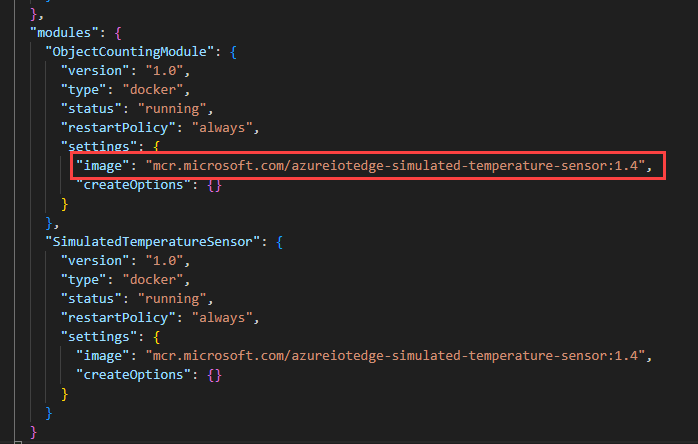 },
"modules": {
"ObjectCountingModule": {
"version": "1.0",
"type": "docker",
"status": "running",
"restartPolicy": "always",
"settings": {
"image": "mcr.microsoft.com/azureiotedge-simulated-temperature-sensor:1.4",
"createOptions": {}
}
},
"SimulatedTemperatureSensor": {
"version": "1.0",
"type": "docker",
"status": "running",
"restartPolicy": "always",
"settings": {
"image": "mcr.microsoft.com/azureiotedge-simulated-temperature-sensor:1.4",
"createOptions": {}
}
}
}